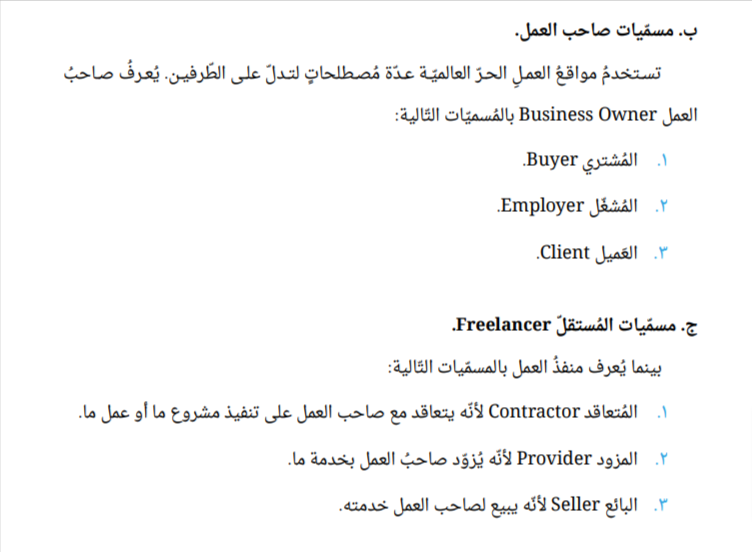 ب. مسمّيات صاحب العمل.
تستخدمُ مواقعُ العملِ الحرّ العالميّة عدّة مُصطلحاتٍ لتدلّ على الطّرفين. يُعرفُ صاحبُ
العمل Business Owner بالمُسميّات التّالية:
١. المُشتري Buyer.
٢. المُشغّل Employer.
٣. العَميل Client.
ج. مسمّيات المُستقلّ Freelancer.
بينما يُعرف منفذُ العمل بالمسمّيات التّالية:
١. المُتعاقد Contractor لأنّه يتعاقد مع صاحب العمل على تنفيذ مشروع ما أو عمل ما.
٢. المزود Provider لأنّه يُزوّد صاحبُ العمل بخدمة ما.
٣. البائع Seller لأنّه يبيع لصاحب العمل خدمته.